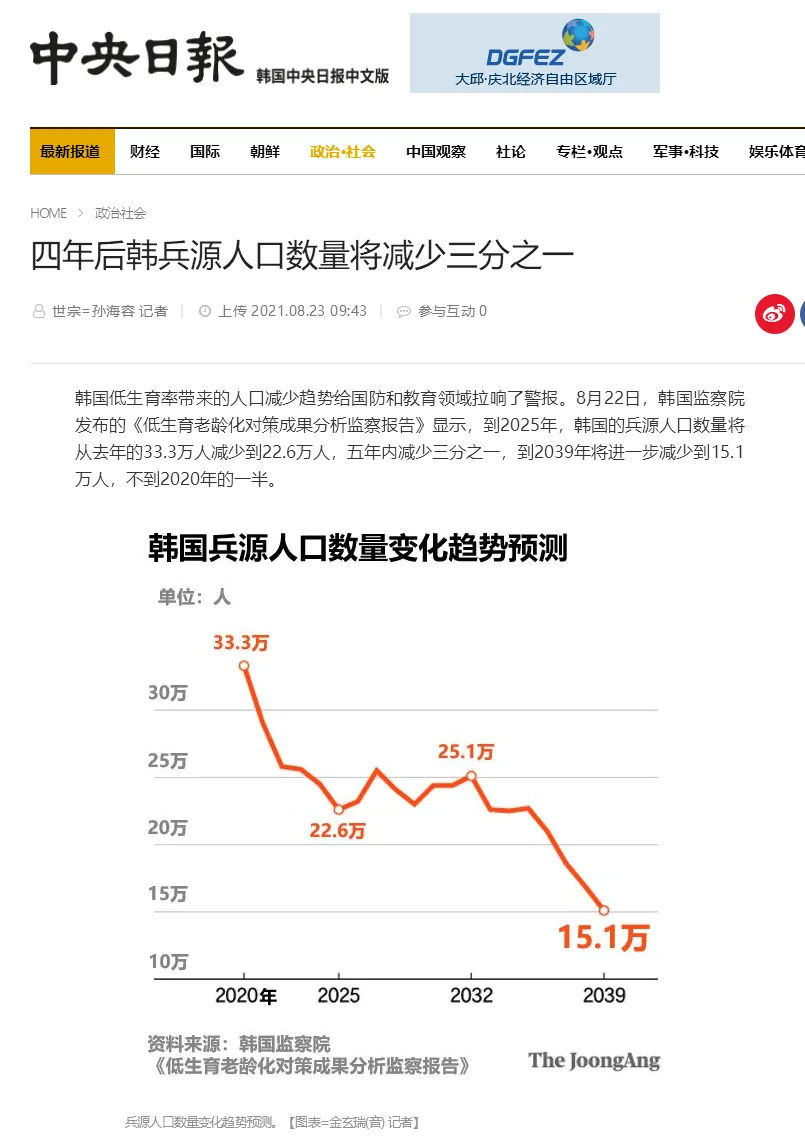 中央日報 韩国中央日报中文版
DGFEZ
大邱·庆北经济自由区域厅
最新报道 财经 国际 朝鲜 政治•社会 中国观察 社论 专栏•观点 军事•科技 娱乐体育
HOME > 政治社会
四年后韩兵源人口数量将减少三分之一
世宗=孙海容 记者 | 上传 2021.08.23 09:43 | 参与互动 0
韩国低生育率带来的人口减少趋势给国防和教育领域拉响了警报。8月22日，韩国监察院
发布的《低生育老龄化对策成果分析监察报告》显示，到2025年，韩国的兵源人口数量将
从去年的33.3万人减少到22.6万人，五年内减少三分之一，到2039年将进一步减少到15.1
万人，不到2020年的一半。
韩国兵源人口数量变化趋势预测
单位：人
33.3万
30万
25.1万
25万
22.6万
20万
15万
15.1万
10万
2020年 2025 2032 2039
资料来源：韩国监察院
《低生育老龄化对策成果分析监察报告》
The JoongAng
兵源人口数量变化趋势预测。【图表=金玄瑞(音) 记者】